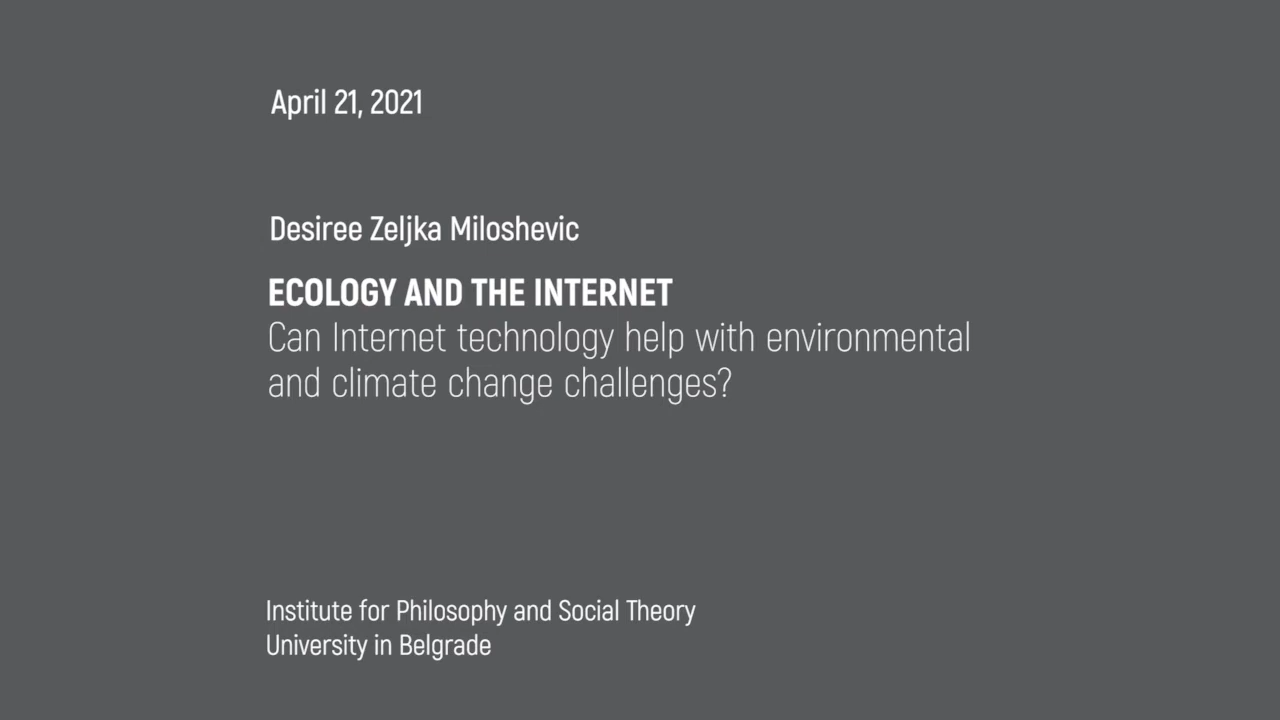 April 21, 2021
Desiree Zeljka Miloshevic
ECOLOGY AND THE INTERNET
Can Internet technology help with environmental
and climate change challenges?
Institute for Philosophy and Social Theory
University in Belgrade